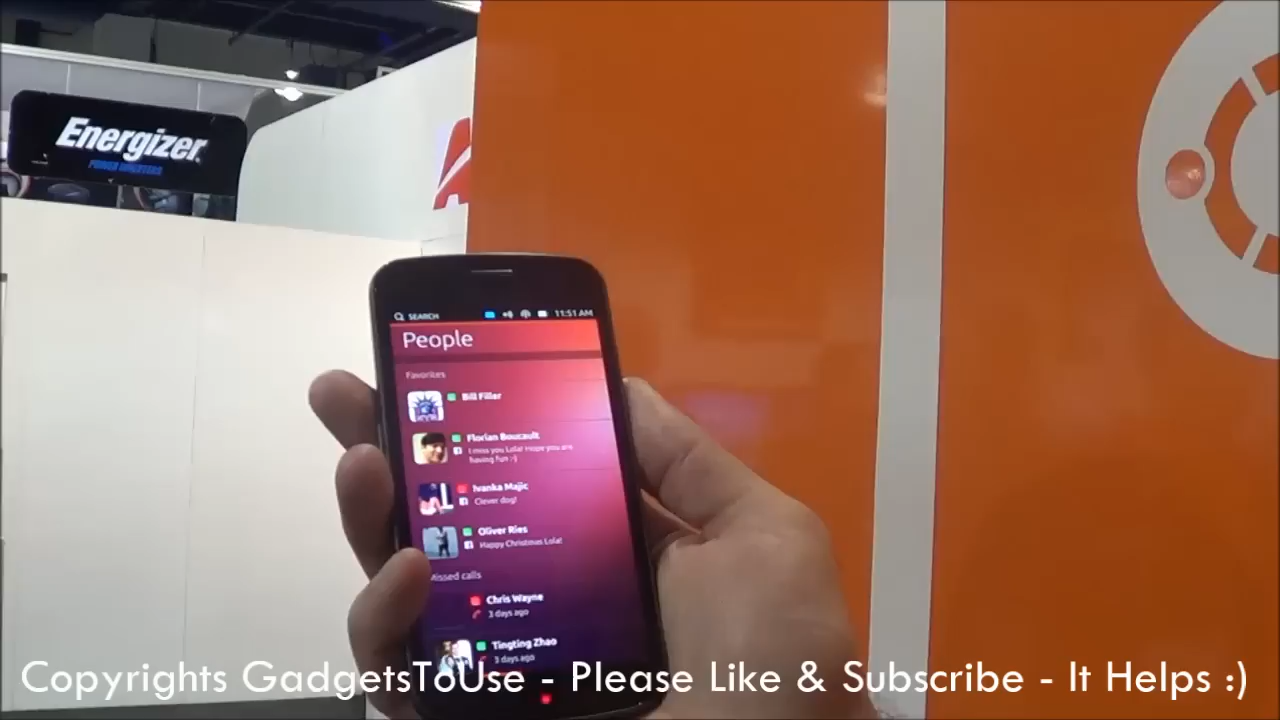 Energizer
POWER INVERTERS
SEARCH
11:51 AM
People
Favorites
Bill Filler
Florian Boucault
I miss you Lola! Hope you are
having fun :-)
Ivanka Majic
Clever dog!
Oliver Ries
Happy Christmas Lola!
Missed calls
Chris Wayne
3 days ago
Tingting Zhao
3 days ago
Copyrights GadgetsToUse - Please Like & Subscribe - It Helps :)